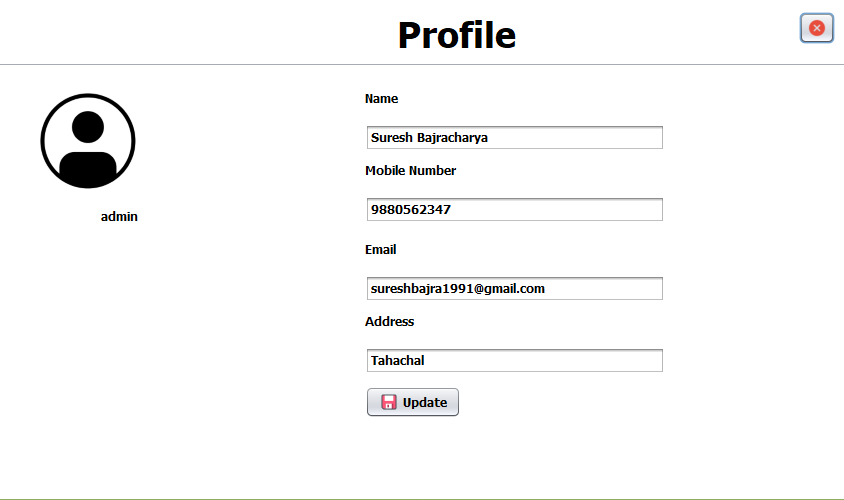 Profile
admin
Name
Suresh Bajracharya
Mobile Number
9880562347
Email
sureshbajra1991@gmail.com
Address
Tahachal
Update